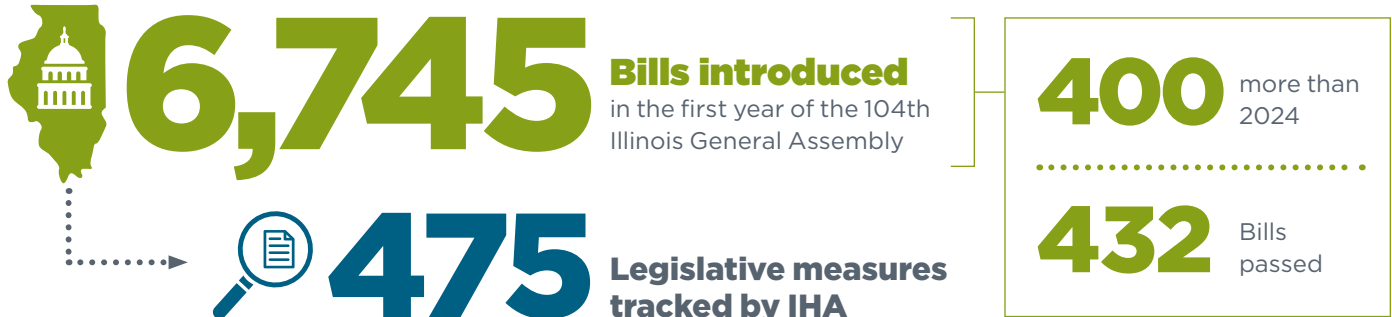 6,745
Bills introduced
in the first year of the 104th
Illinois General Assembly
400
more than
2024
432
Bills
passed
475
Legislative measures
tracked by IHA